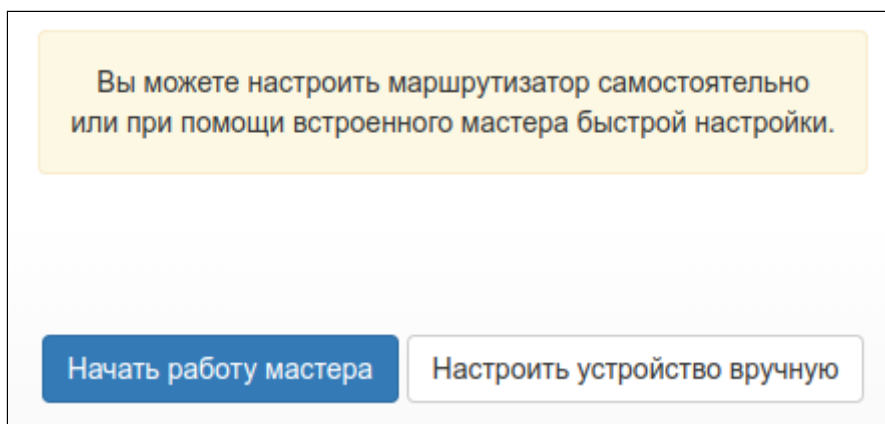 Вы можете настроить маршрутизатор самостоятельно
или при помощи встроенного мастера быстрой настройки.
Начать работу мастера
Настроить устройство вручную